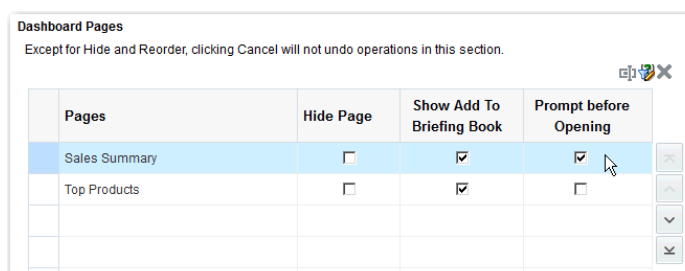 Dashboard Pages
Except for Hide and Reorder, clicking Cancel will not undo operations in this section.
Pages
Hide Page
Show Add To
Briefing Book
Prompt before
Opening
Sales Summary
Top Products